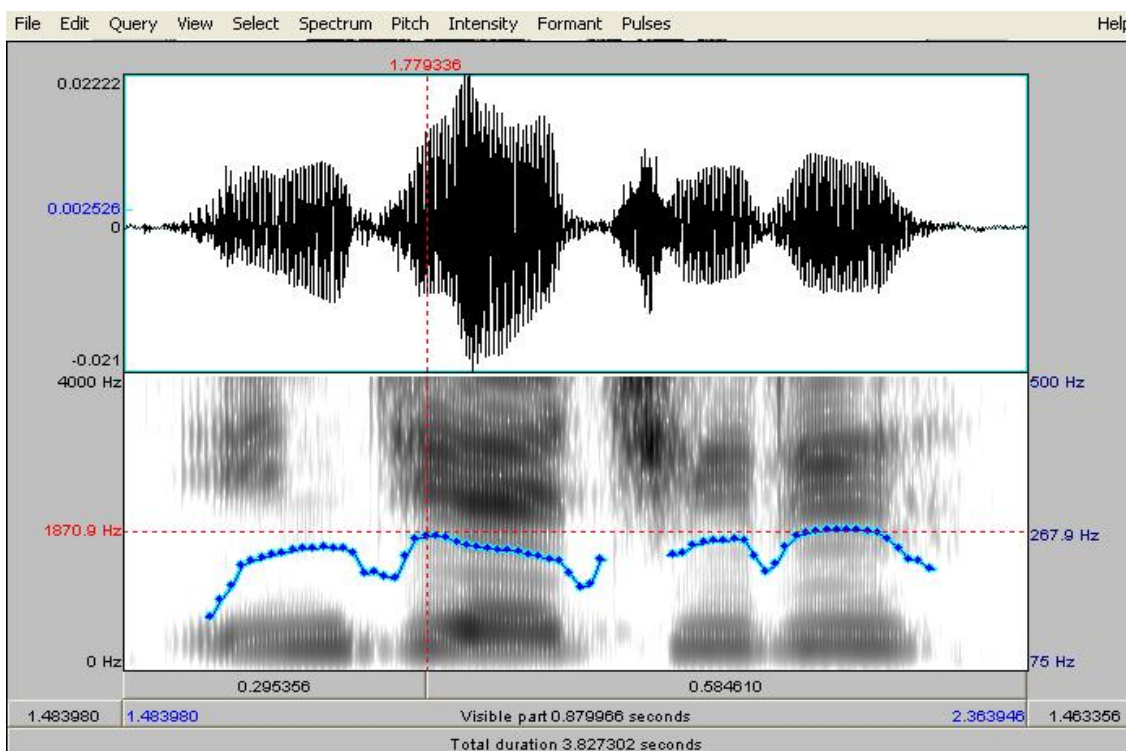 File Edit Query View Select Spectrum Pitch Intensity Formant Pulses Help
1.779336
0.02222
0.002526
0
-0.021
4000 Hz 500 Hz
1870.9 Hz 267.9 Hz
0 Hz 75 Hz
0.295356 0.584610
1.483980 1.483980 Visible part 0.879966 seconds 2.363946 1.463356
Total duration 3.827302 seconds